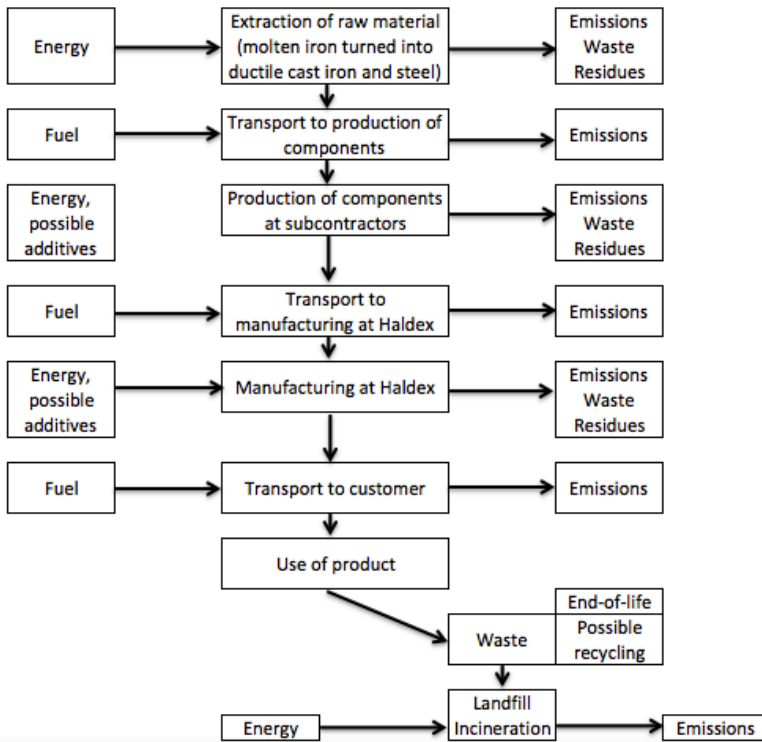 Energy
Extraction of raw material
(molten iron turned into
ductile cast iron and steel)
Emissions
Waste
Residues
Fuel
Transport to production of
components
Emissions
Energy,
possible
additives
Production of components
at subcontractors
Emissions
Waste
Residues
Fuel
Transport to
manufacturing at Haldex
Emissions
Energy,
possible
additives
Manufacturing at Haldex
Emissions
Waste
Residues
Fuel
Transport to customer
Emissions
Use of product
Waste
End-of-life
Possible
recycling
Energy
Landfill
Incineration
Emissions